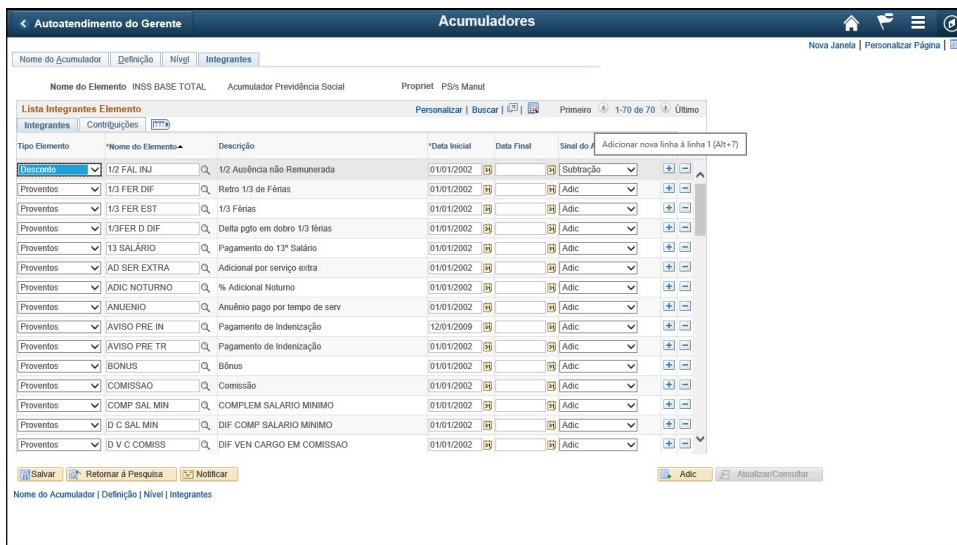 Autoatendimento do Gerente
Acumuladores
Nova Janela | Personalizar Página |
Nome do Acumulador Definição Nível Integrantes
Nome do Elemento INSS BASE TOTAL Acumulador Previdência Social Propriet PS/s Manut
Lista Integrantes Elemento Personalizar | Buscar | | Primeiro 1-70 de 70 Último
Integrantes Contribuições
Tipo Elemento *Nome do Elemento Descrição *Data Inicial Data Final Sinal do A
Adicionar nova linha à linha 1 (Alt+7)
Desconto 1/2 FAL INJ 1/2 Ausência não Remunerada 01/01/2002 Subtração
Proventos 1/3 FER DIF Retro 1/3 de Férias 01/01/2002 Adic
Proventos 1/3 FER EST 1/3 Férias 01/01/2002 Adic
Proventos 1/3FER D DIF Delta pgto em dobro 1/3 férias 01/01/2002 Adic
Proventos 13 SALÁRIO Pagamento do 13º Salário 01/01/2002 Adic
Proventos AD SER EXTRA Adicional por serviço extra 01/01/2002 Adic
Proventos ADIC NOTURNO % Adicional Noturno 01/01/2002 Adic
Proventos ANUENIO Anuênio pago por tempo de serv 01/01/2002 Adic
Proventos AVISO PRE IN Pagamento de Indenização 12/01/2009 Adic
Proventos AVISO PRE TR Pagamento de Indenização 01/01/2002 Adic
Proventos BONUS Bônus 01/01/2002 Adic
Proventos COMISSAO Comissão 01/01/2002 Adic
Proventos COMP SAL MIN COMPLEM SALARIO MINIMO 01/01/2002 Adic
Proventos D C SAL MIN DIF COMP SALARIO MINIMO 01/01/2002 Adic
Proventos D V C COMISS DIF VEN CARGO EM COMISSAO 01/01/2002 Adic
Salvar Retornar á Pesquisa Notificar Adic Atualizar/Consultar
Nome do Acumulador | Definição | Nível | Integrantes